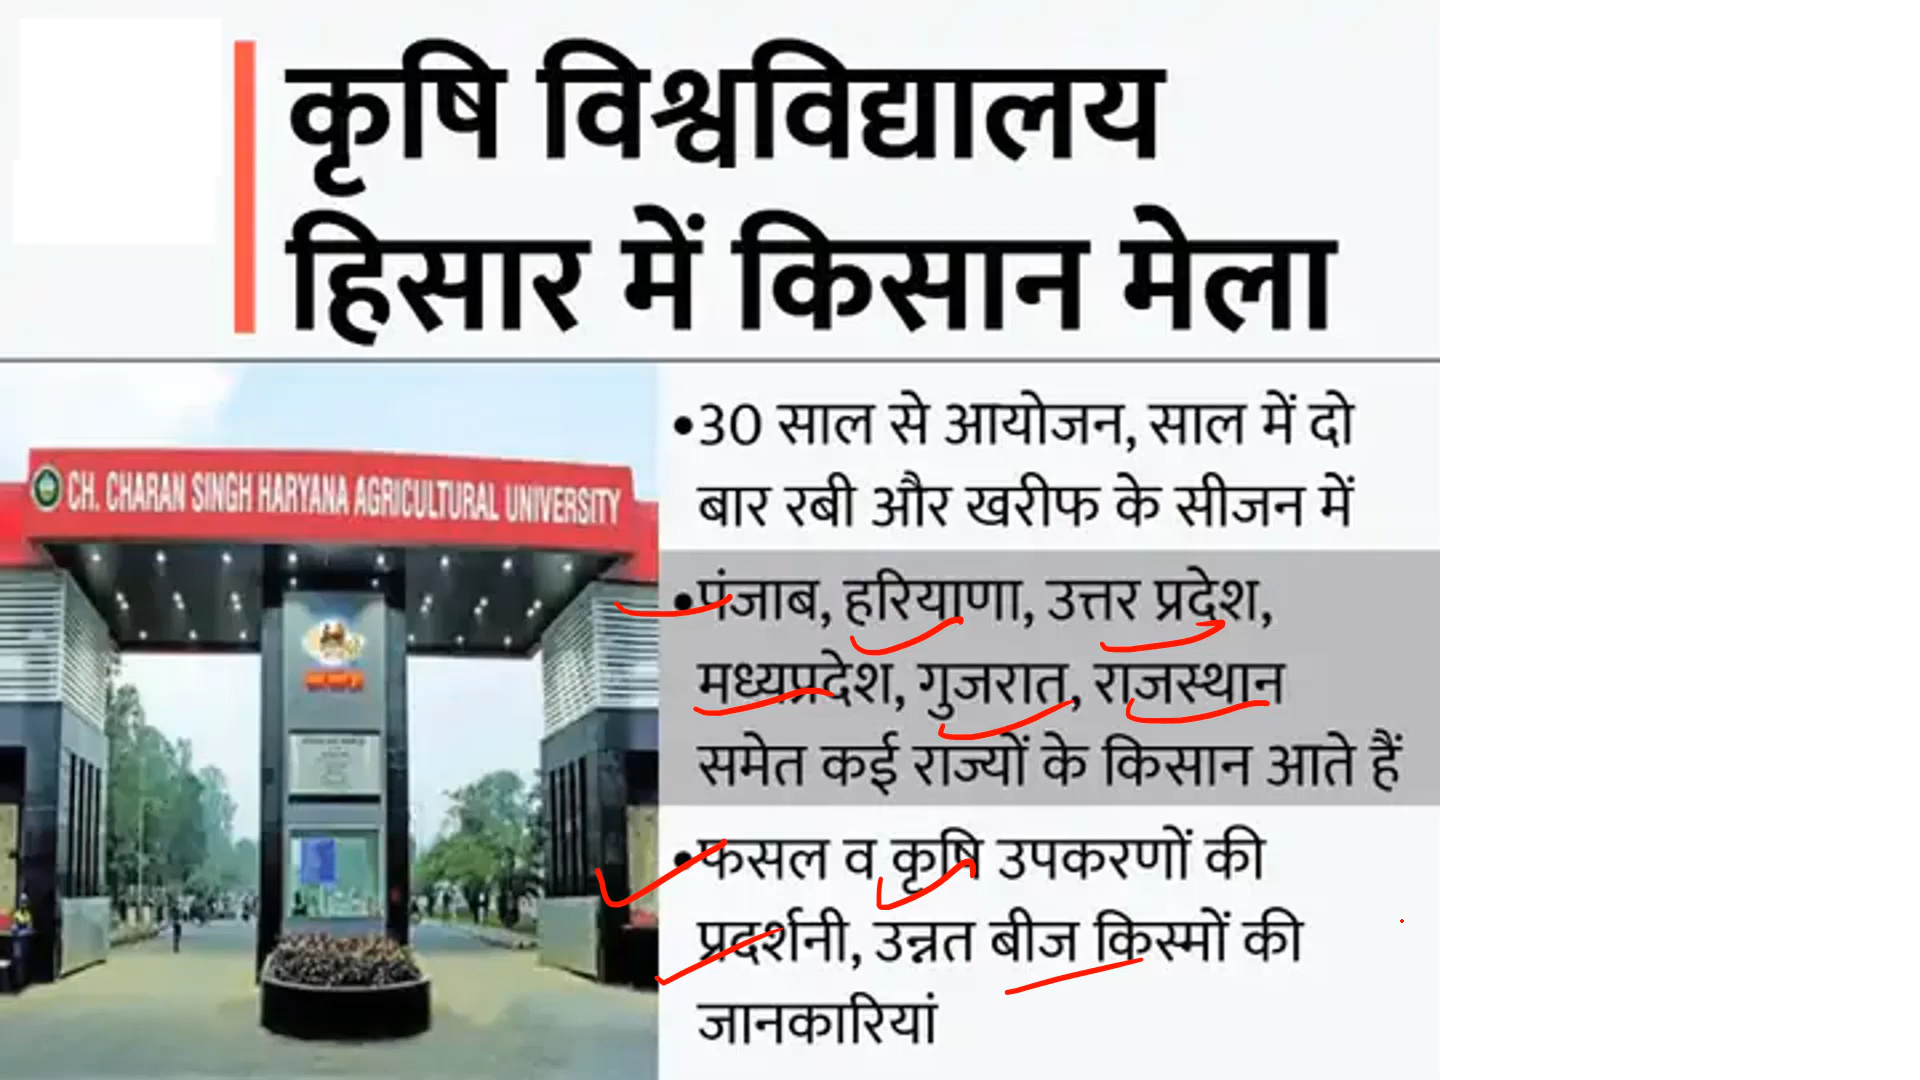 कृषि विश्वविद्यालय
हिसार में किसान मेला
CH. CHARAN SINGH HARYANA AGRICULTURAL UNIVERSITY
•30 साल से आयोजन, साल में दो
बार रबी और खरीफ के सीजन में
•पंजाब, हरियाणा, उत्तर प्रदेश,
मध्यप्रदेश, गुजरात, राजस्थान
समेत कई राज्यों के किसान आते हैं
•फसल व कृषि उपकरणों की
प्रदर्शनी, उन्नत बीज किस्मों की
जानकारियां